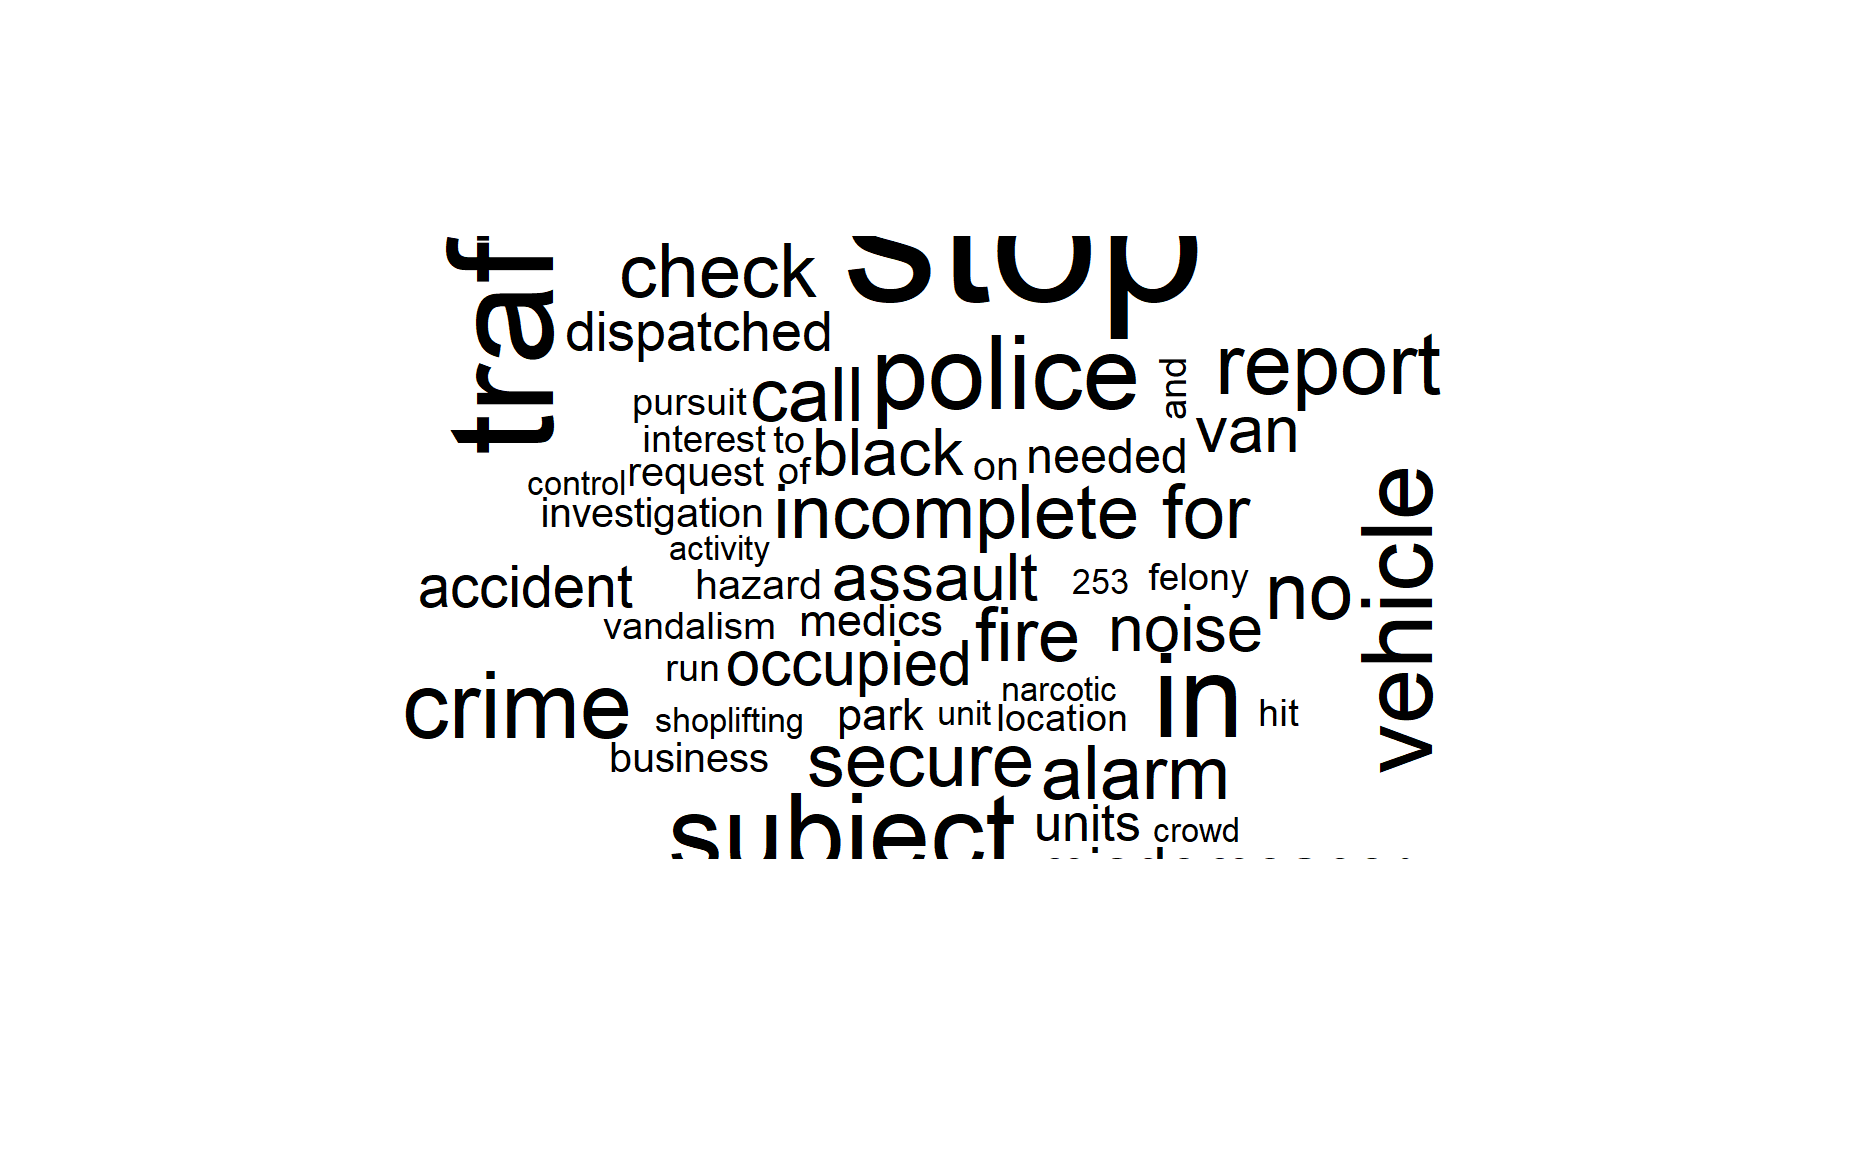 stop
traf
check
dispatched
police
and
report
pursuit
call
van
interest
to
black
on
needed
control
request
of
investigation
incomplete
for
vehicle
activity
accident
hazard
assault
253
felony
no
vandalism
medics
fire
noise
run
occupied
crime
narcotic
in
shoplifting
park
unit
location
hit
business
secure
alarm
subject
units
crowd